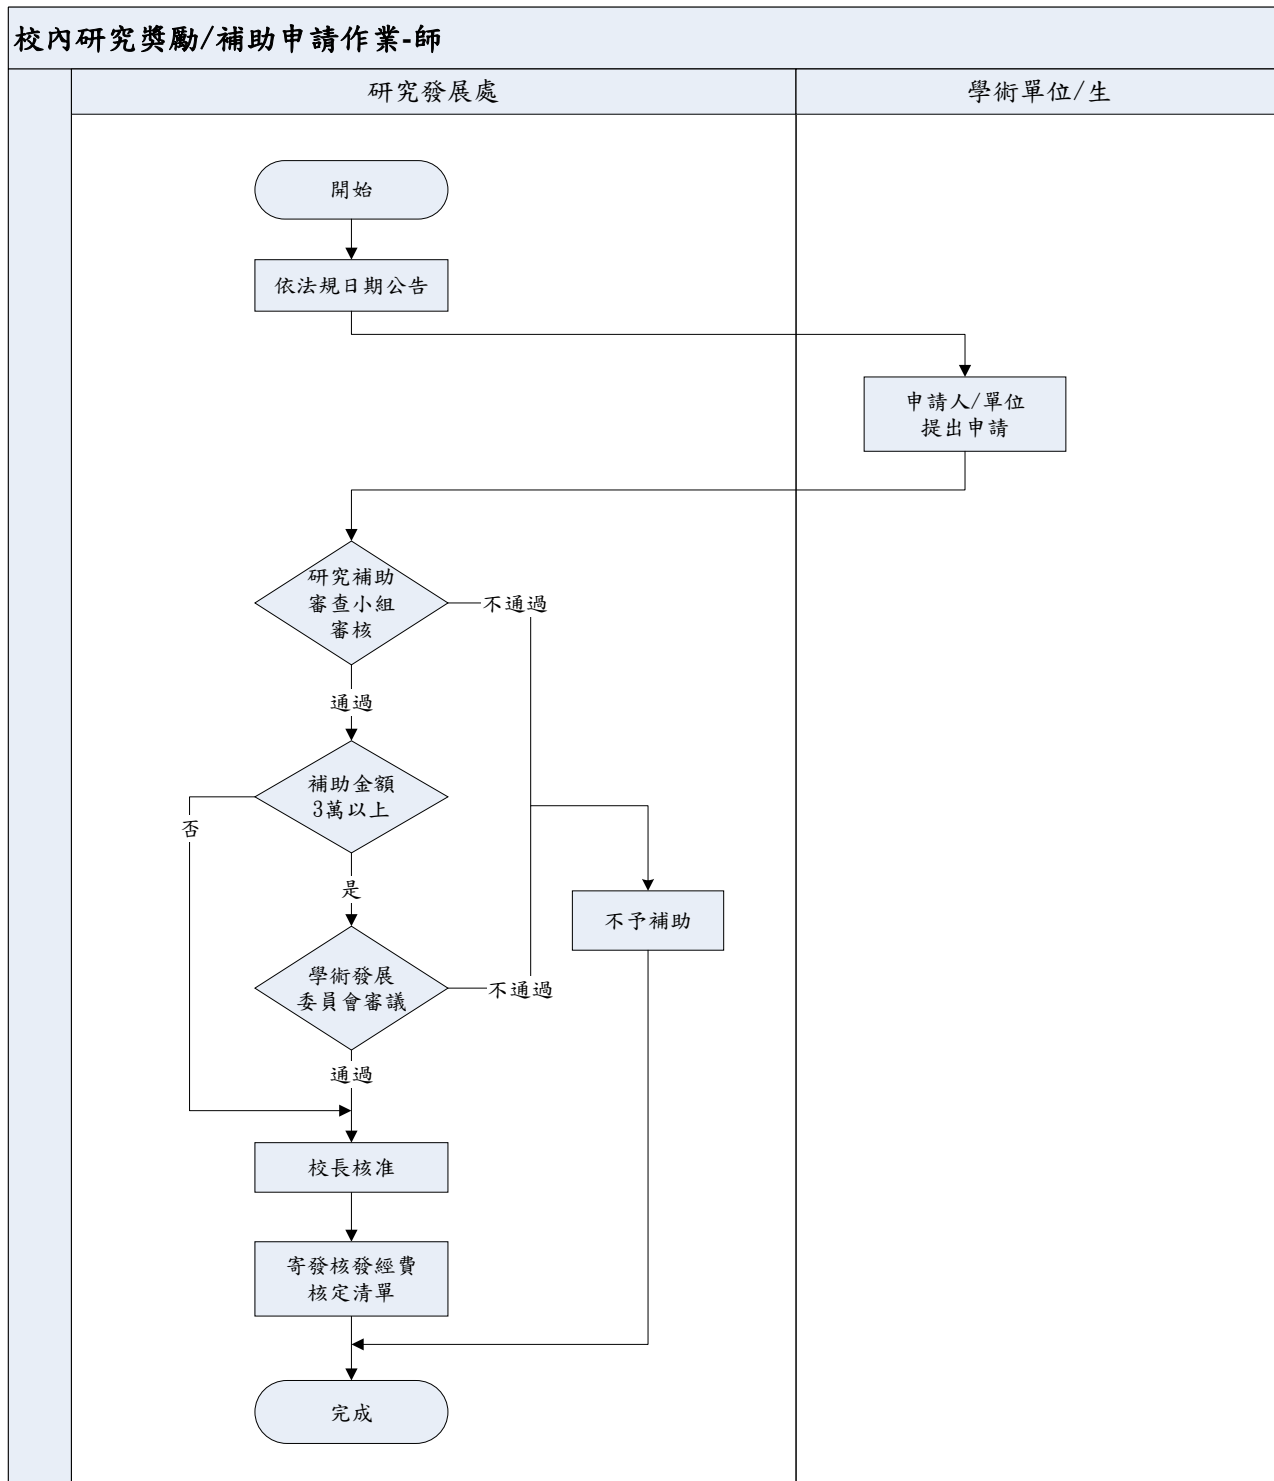 校內研究獎勵/補助申請作業-師
研究發展處
學術單位/生
開始
依法規日期公告
申請人/單位
提出申請
研究補助
審查小組
審核
不通過
通過
補助金額
3萬以上
否
是
不予補助
學術發展
委員會審議
不通過
通過
校長核准
寄發核發經費
核定清單
完成